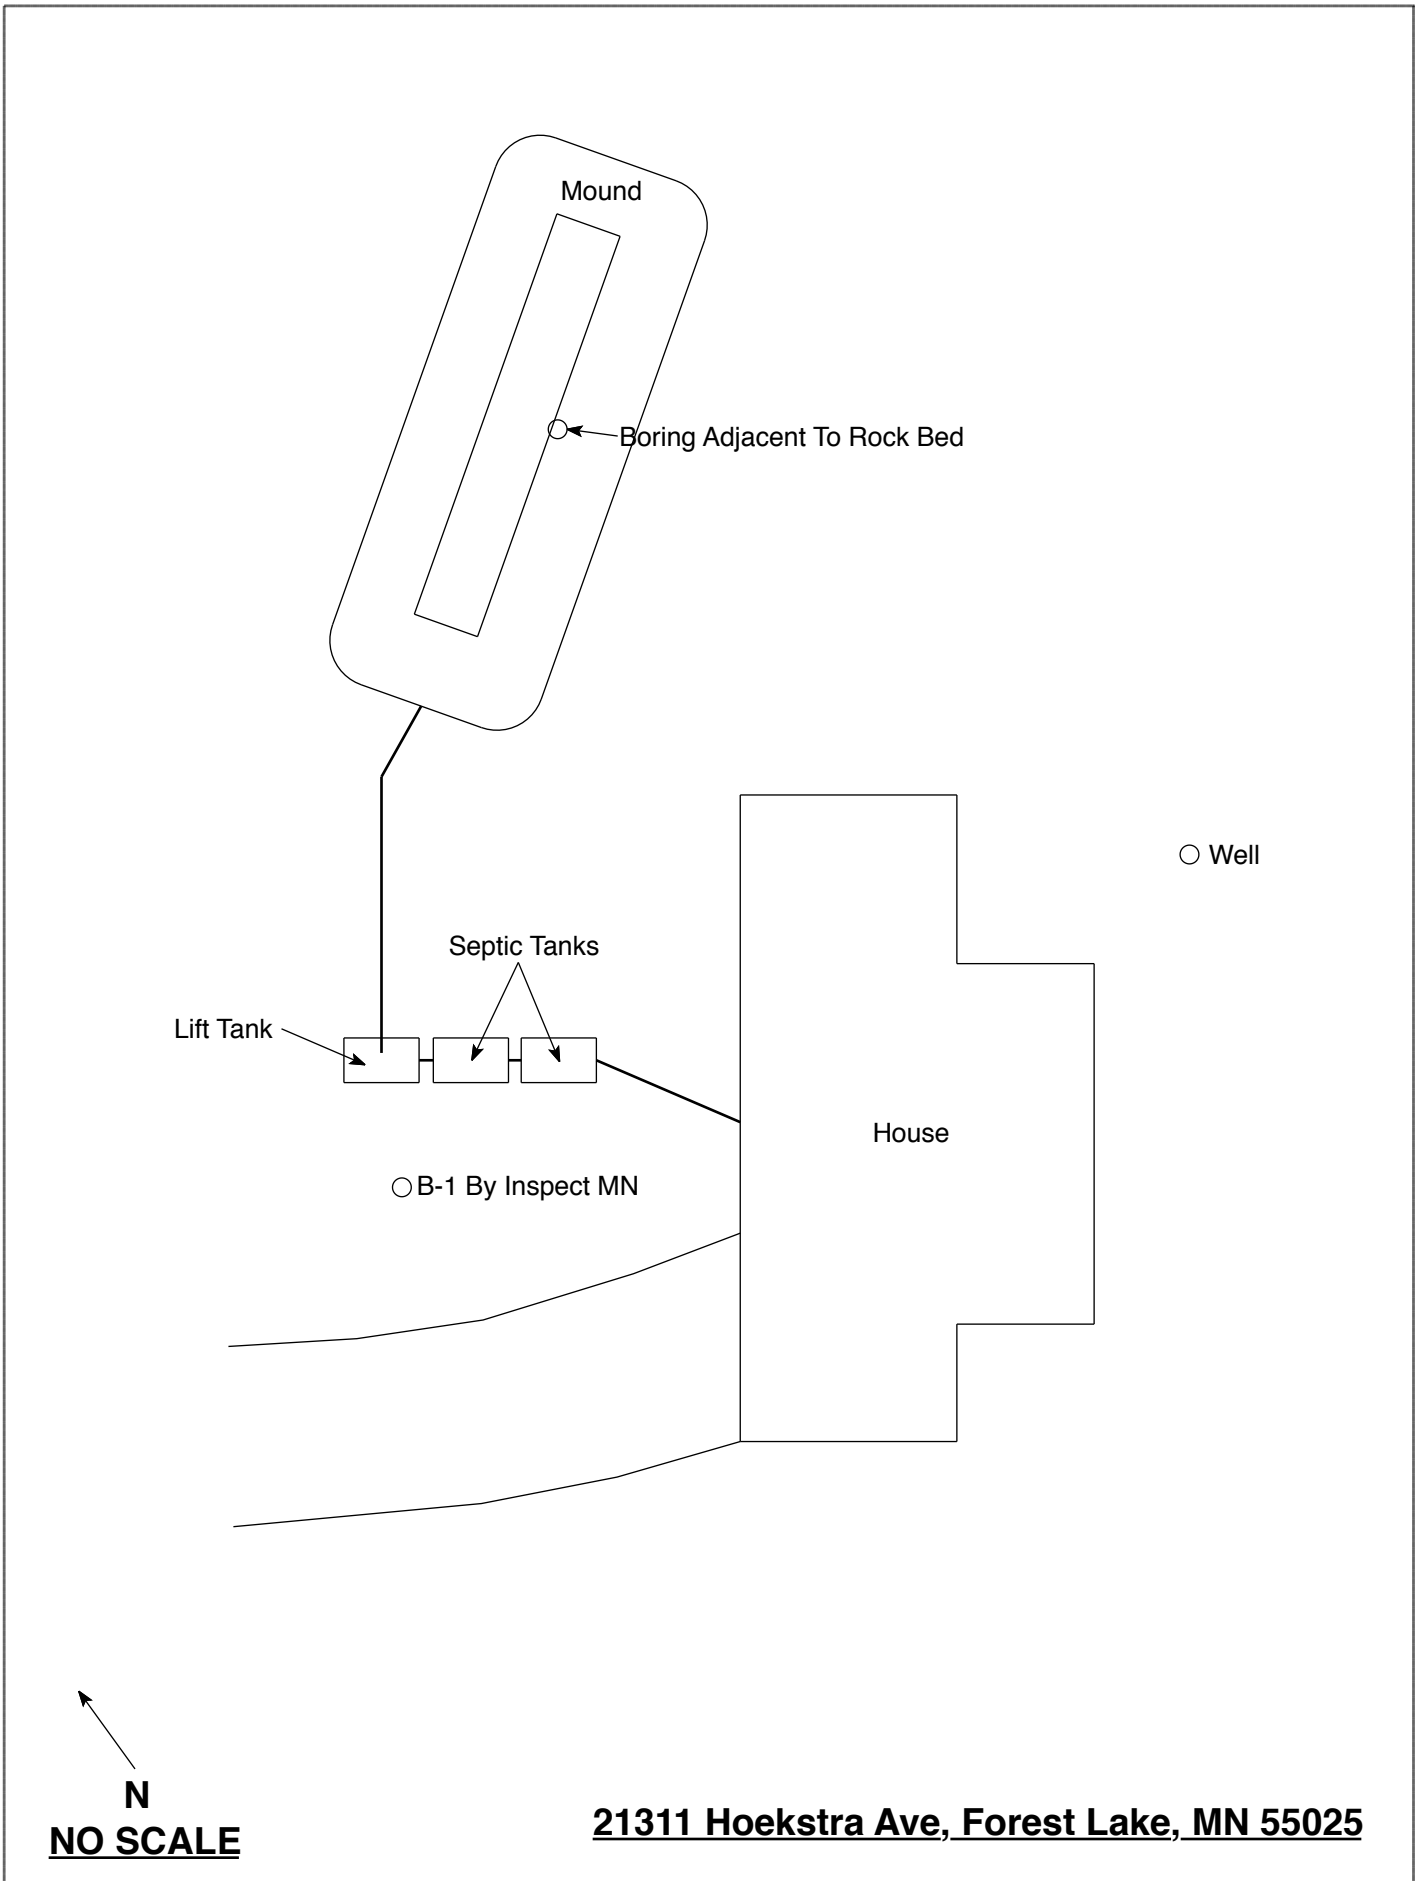 Mound
Boring Adjacent To Rock Bed
Well
Septic Tanks
Lift Tank
House
B-1 By Inspect MN
N
NO SCALE
21311 Hoekstra Ave, Forest Lake, MN 55025